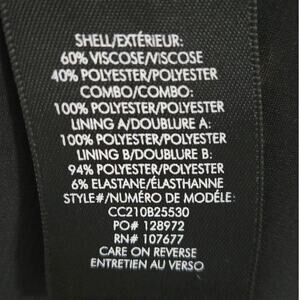 SHELL/EXTÉRIEUR:
60% VISCOSE/VISCOSE
40% POLYESTER/POLYESTER
COMBO/COMBO:
100% POLYESTER/POLYESTER
LINING A/DOUBLURE A:
100% POLYESTER/POLYESTER
LINING B/DOUBLURE B:
94% POLYESTER/POLYESTER
6% ELASTANE/ÉLASTHANNE
STYLE#/NUMÉRO DE MODÉLE:
CC210B25530
PO# 128972
RN# 107677
CARE ON REVERSE
ENTRETIEN AU VERSO